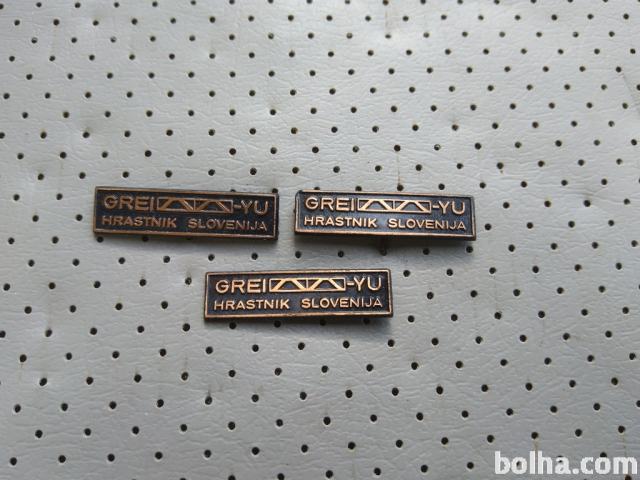 GREI-YU
HRASTNIK SLOVENIJA
GREI-YU
HRASTNIK SLOVENIJA
GREI-YU
HRASTNIK SLOVENIJA
bolha.com